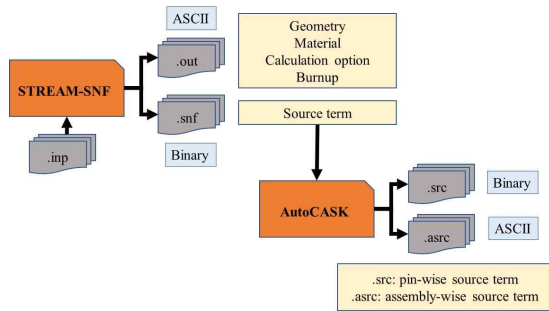 ASCII
.out
Geometry
Material
Calculation option
Burnup
STREAM-SNF
.snf
Source term
.inp
Binary
AutoCASK
.src
Binary
.asrc
ASCII
.src: pin-wise source term
.asrc: assembly-wise source term